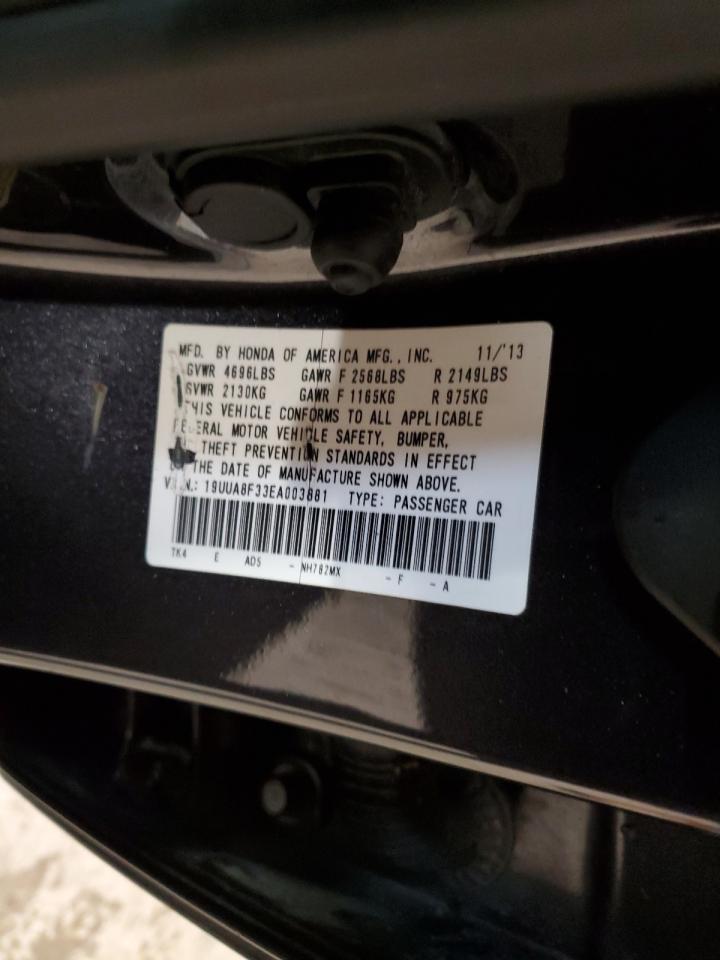 MFD. BY HONDA OF AMERICA MFG., INC. 11/'13
GVWR 4696LBS GAWR F 2568LBS R 2149LBS
GVWR 2130KG GAWR F 1165KG R 975KG
THIS VEHICLE CONFORMS TO ALL APPLICABLE
FEDERAL MOTOR VEHICLE SAFETY, BUMPER,
THEFT PREVENTION STANDARDS IN EFFECT
ON THE DATE OF MANUFACTURE SHOWN ABOVE.
V.I.N.: 19UUA8F33EA003881 TYPE: PASSENGER CAR
TK4 E AD5 - NH782MX - F - A